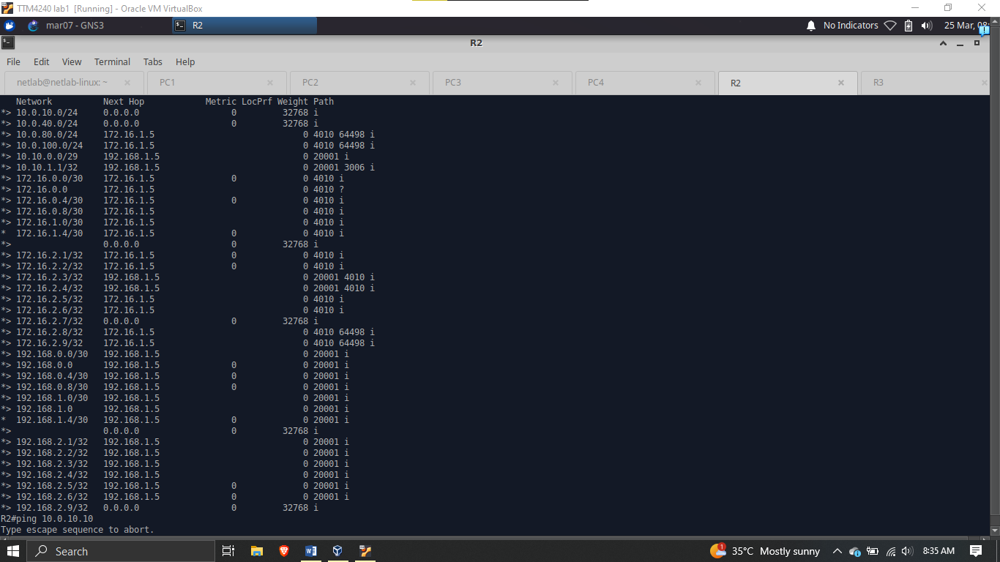 TTM4240 lab1 [Running] - Oracle VM VirtualBox
mar07 - GNS3 R2 No Indicators 25 Mar, 08:
R2
File Edit View Terminal Tabs Help
netlab@netlab-linux: ~ PC1 PC2 PC3 PC4 R2 R3
Network Next Hop Metric LocPrf Weight Path
*> 10.0.10.0/24 0.0.0.0 0 32768 i
*> 10.0.40.0/24 0.0.0.0 0 32768 i
*> 10.0.80.0/24 172.16.1.5 0 4010 64498 i
*> 10.0.100.0/24 172.16.1.5 0 4010 64498 i
*> 10.10.0.0/29 192.168.1.5 0 20001 i
*> 10.10.1.1/32 192.168.1.5 0 20001 3006 i
*> 172.16.0.0/30 172.16.1.5 0 0 4010 i
*> 172.16.0.0 172.16.1.5 0 4010 ?
*> 172.16.0.4/30 172.16.1.5 0 0 4010 i
*> 172.16.0.8/30 172.16.1.5 0 4010 i
*> 172.16.1.0/30 172.16.1.5 0 4010 i
* 172.16.1.4/30 172.16.1.5 0 0 4010 i
*> 0.0.0.0 0 32768 i
*> 172.16.2.1/32 172.16.1.5 0 0 4010 i
*> 172.16.2.2/32 172.16.1.5 0 0 4010 i
*> 172.16.2.3/32 192.168.1.5 0 20001 4010 i
*> 172.16.2.4/32 192.168.1.5 0 20001 4010 i
*> 172.16.2.5/32 172.16.1.5 0 4010 i
*> 172.16.2.6/32 172.16.1.5 0 4010 i
*> 172.16.2.7/32 0.0.0.0 0 32768 i
*> 172.16.2.8/32 172.16.1.5 0 4010 64498 i
*> 172.16.2.9/32 172.16.1.5 0 4010 64498 i
*> 192.168.0.0/30 192.168.1.5 0 20001 i
*> 192.168.0.0 192.168.1.5 0 0 20001 i
*> 192.168.0.4/30 192.168.1.5 0 0 20001 i
*> 192.168.0.8/30 192.168.1.5 0 0 20001 i
*> 192.168.1.0/30 192.168.1.5 0 20001 i
*> 192.168.1.0 192.168.1.5 0 20001 i
* 192.168.1.4/30 192.168.1.5 0 0 20001 i
*> 0.0.0.0 0 32768 i
*> 192.168.2.1/32 192.168.1.5 0 20001 i
*> 192.168.2.2/32 192.168.1.5 0 20001 i
*> 192.168.2.3/32 192.168.1.5 0 20001 i
*> 192.168.2.4/32 192.168.1.5 0 20001 i
*> 192.168.2.5/32 192.168.1.5 0 0 20001 i
*> 192.168.2.6/32 192.168.1.5 0 0 20001 i
*> 192.168.2.9/32 0.0.0.0 0 32768 i
R2#ping 10.0.10.10
Type escape sequence to abort.
Search 1 35°C Mostly sunny 8:35 AM